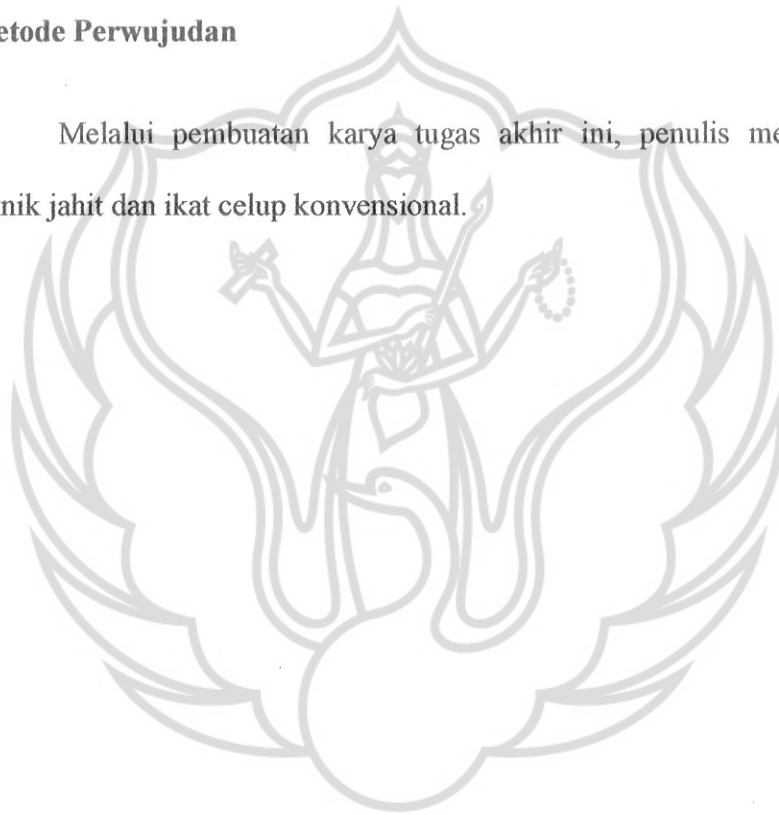 etode Perwujudan
Melalui pembuatan karya tugas akhir ini, penulis me
nik jahit dan ikat celup konvensional.